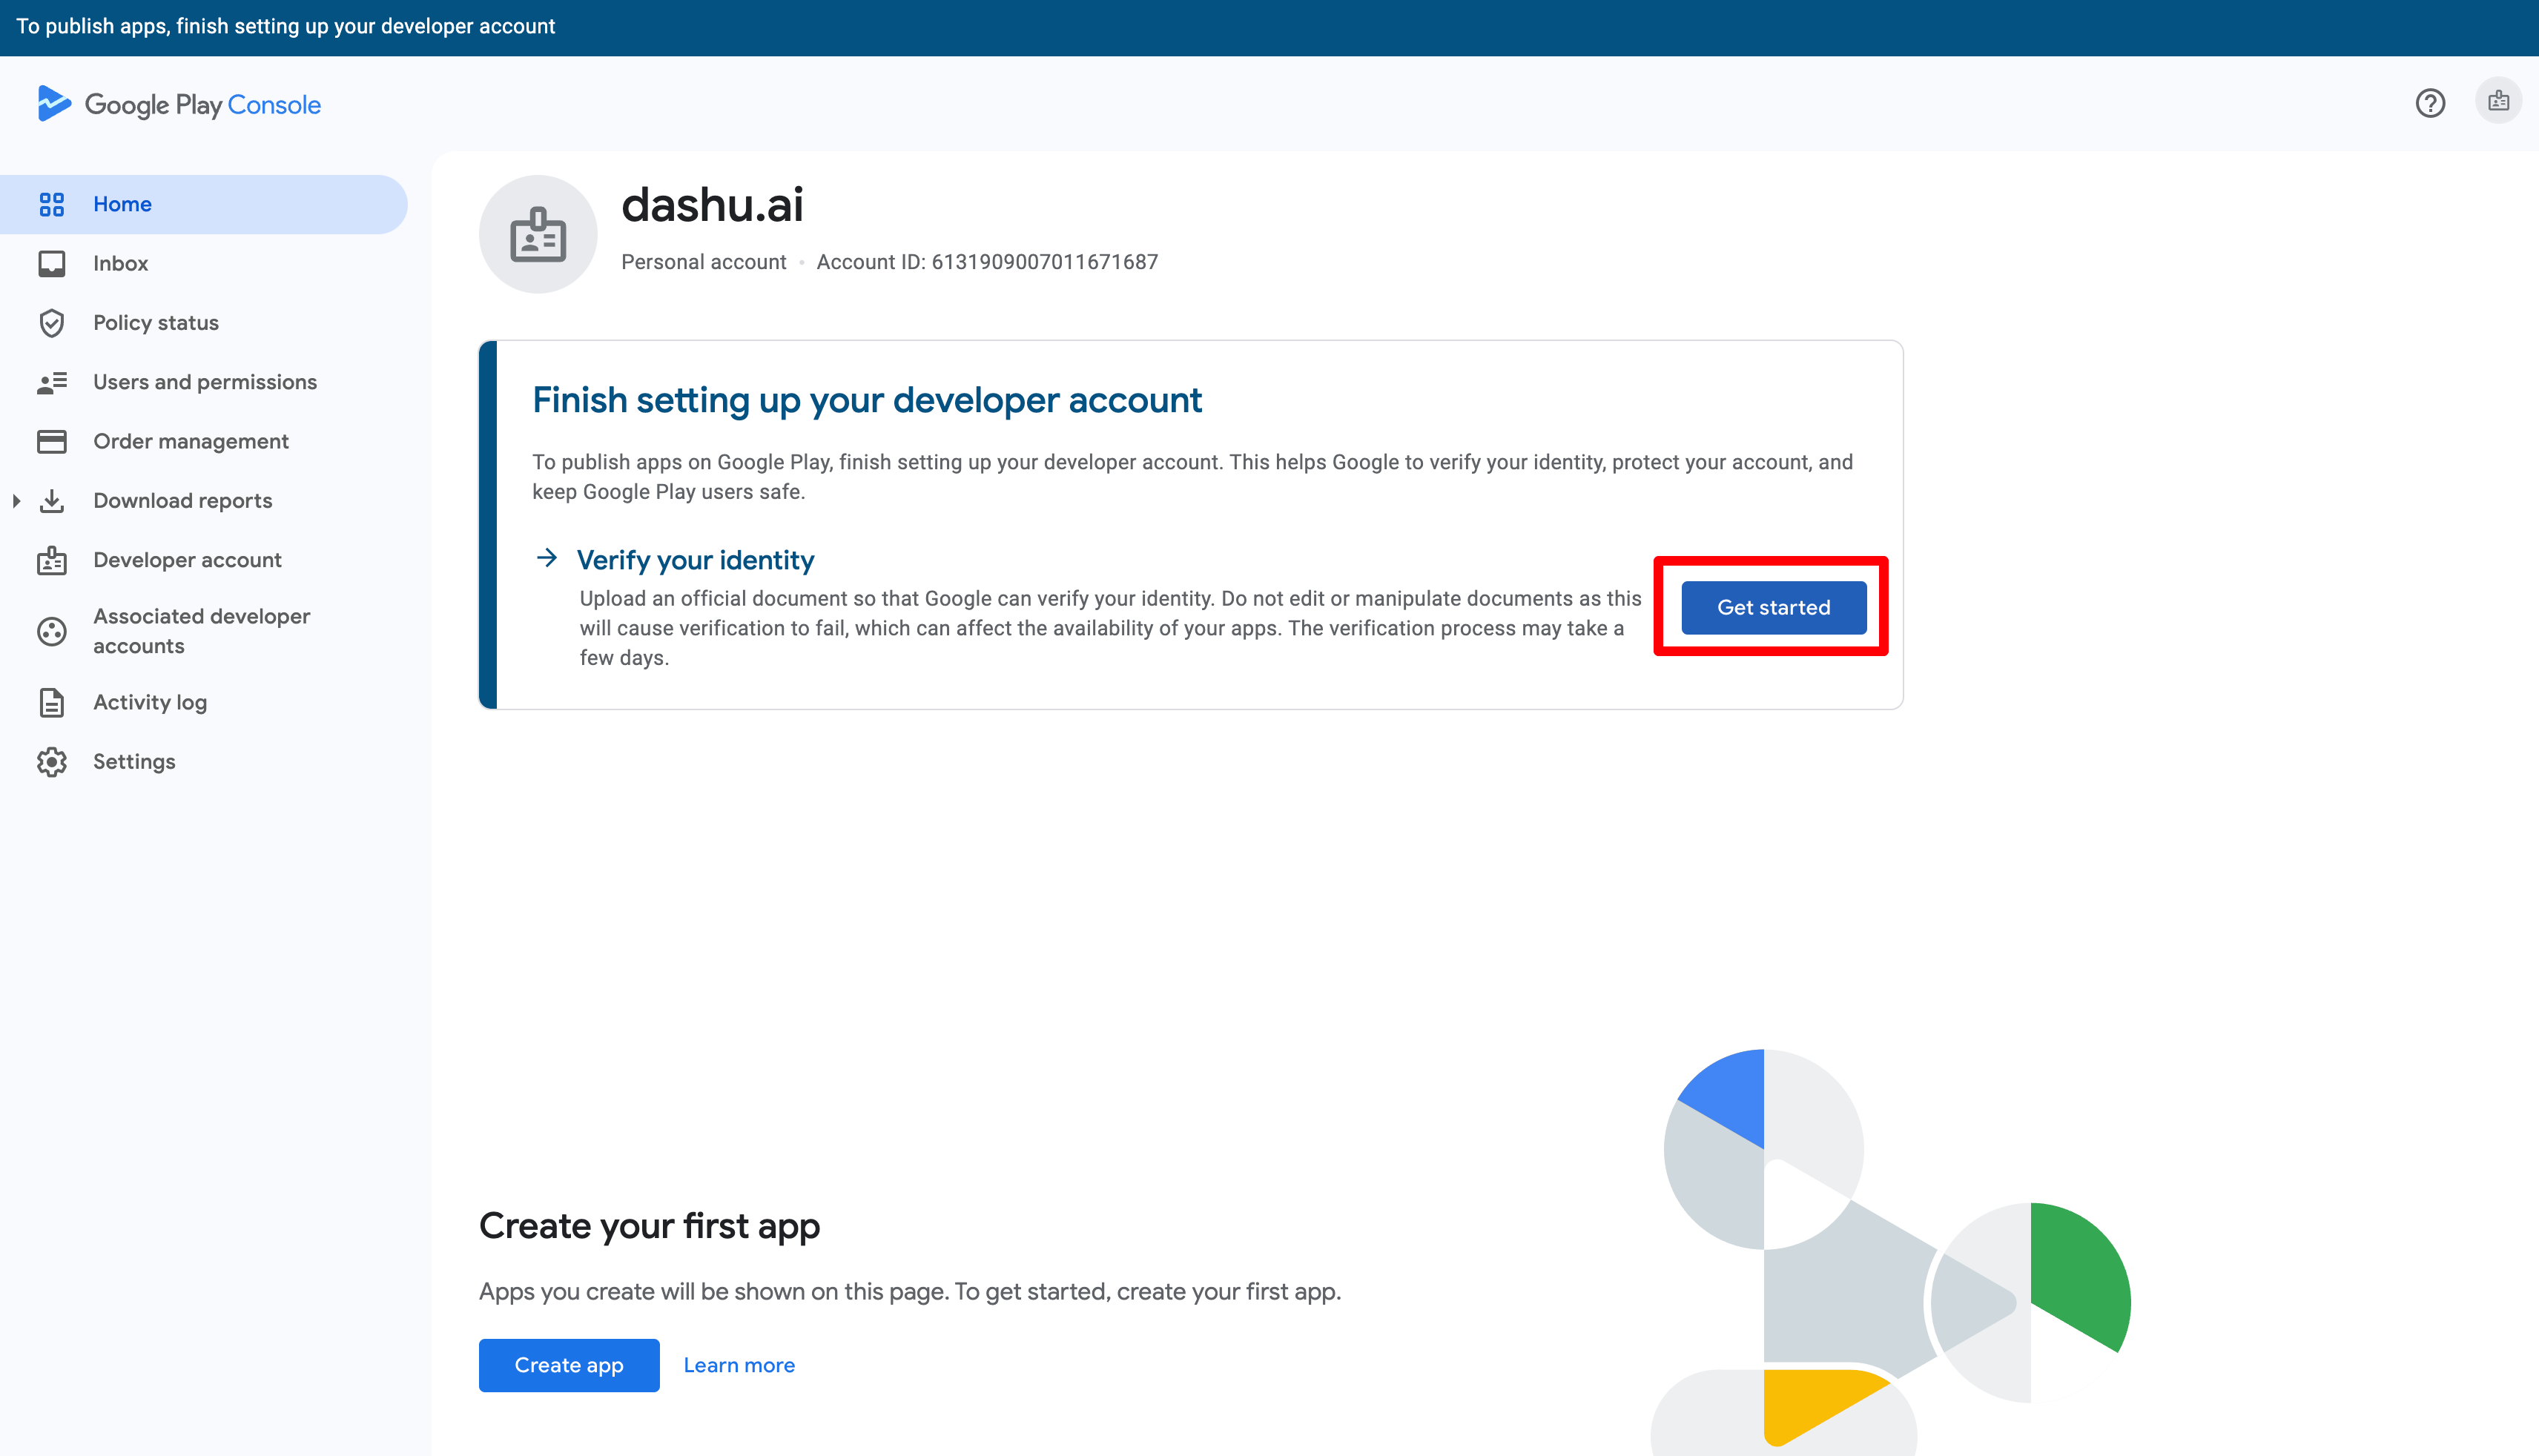 To publish apps, finish setting up your developer account
Google Play Console
Home
Inbox
Policy status
Users and permissions
Order management
Download reports
Developer account
Associated developer
accounts
Activity log
Settings
dashu.ai
Personal account • Account ID: 6131909007011671687
Finish setting up your developer account
To publish apps on Google Play, finish setting up your developer account. This helps Google to verify your identity, protect your account, and
keep Google Play users safe.
Verify your identity
Upload an official document so that Google can verify your identity. Do not edit or manipulate documents as this
will cause verification to fail, which can affect the availability of your apps. The verification process may take a
few days.
Get started
Create your first app
Apps you create will be shown on this page. To get started, create your first app.
Create app
Learn more